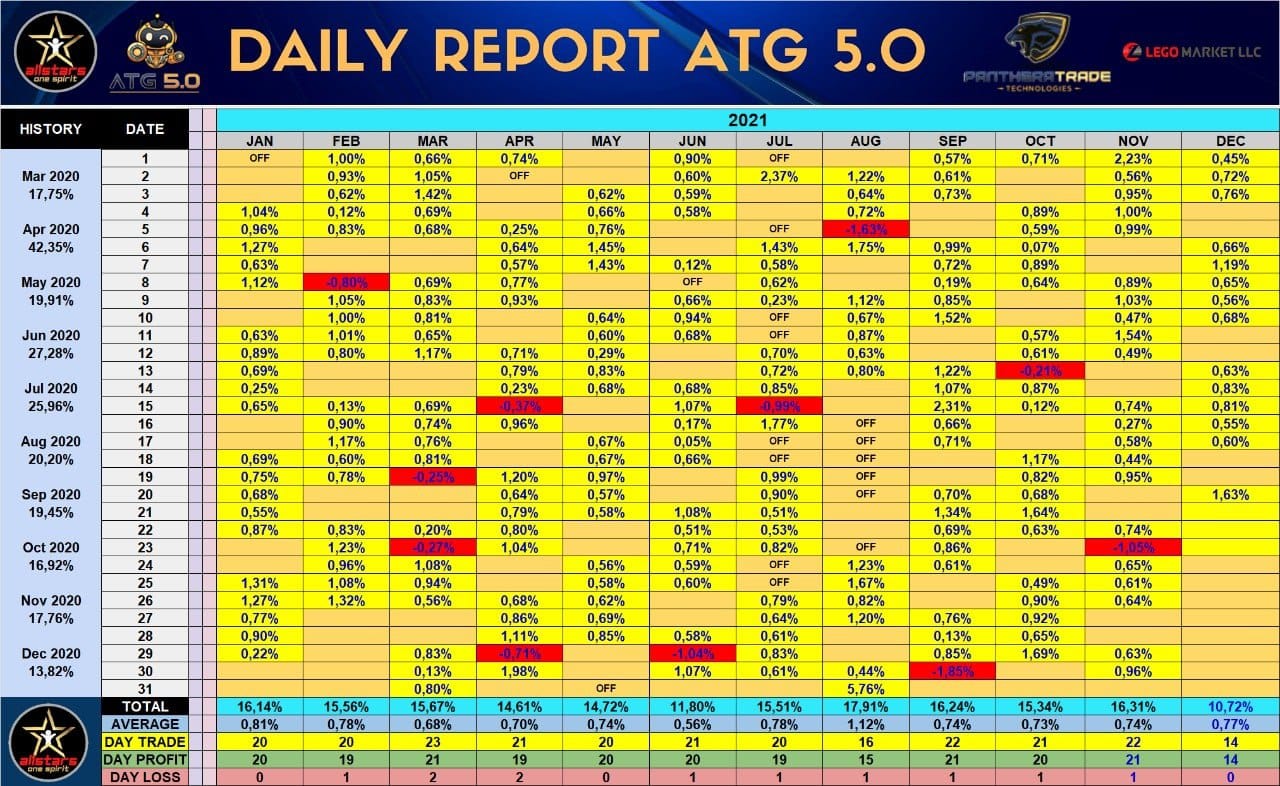 allstars
one spirit
ATG 5.0
DAILY REPORT ATG 5.0
PANTHERATRADE
TECHNOLOGIES
LEGO MARKET LLC
HISTORY DATE 2021
JAN FEB MAR APR MAY JUN JUL AUG SEP OCT NOV DEC
1 OFF 1,00% 0,66% 0,74% 0,90% OFF 0,57% 0,71% 2,23% 0,45%
Mar 2020 2 0,93% 1,05% OFF 0,60% 2,37% 1,22% 0,61% 0,56% 0,72%
17,75% 3 0,62% 1,42% 0,62% 0,59% 0,64% 0,73% 0,95% 0,76%
4 1,04% 0,12% 0,69% 0,66% 0,58% 0,72% 0,89% 1,00%
Apr 2020 5 0,96% 0,83% 0,68% 0,25% 0,76% OFF -1,63% 0,59% 0,99%
42,35% 6 1,27% 0,64% 1,45% 1,43% 1,75% 0,99% 0,07% 0,66%
7 0,63% 0,57% 1,43% 0,12% 0,58% 0,72% 0,89% 1,19%
May 2020 8 1,12% -0,80% 0,69% 0,77% OFF 0,62% 0,19% 0,64% 0,89% 0,65%
19,91% 9 1,05% 0,83% 0,93% 0,66% 0,23% 1,12% 0,85% 1,03% 0,56%
10 1,00% 0,81% 0,64% 0,94% OFF 0,67% 1,52% 0,47% 0,68%
Jun 2020 11 0,63% 1,01% 0,65% 0,60% 0,68% OFF 0,87% 0,57% 1,54%
27,28% 12 0,89% 0,80% 1,17% 0,71% 0,29% 0,70% 0,63% 0,61% 0,49%
13 0,69% 0,79% 0,83% 0,72% 0,80% 1,22% -0,21% 0,63%
Jul 2020 14 0,25% 0,23% 0,68% 0,68% 0,85% 1,07% 0,87% 0,83%
25,96% 15 0,65% 0,13% 0,69% -0,37% 1,07% -0,99% 2,31% 0,12% 0,74% 0,81%
16 0,90% 0,74% 0,96% 0,17% 1,77% OFF 0,66% 0,27% 0,55%
Aug 2020 17 1,17% 0,76% 0,67% 0,05% OFF OFF 0,71% 0,58% 0,60%
20,20% 18 0,69% 0,60% 0,81% 0,67% 0,66% OFF OFF 1,17% 0,44%
19 0,75% 0,78% -0,25% 1,20% 0,97% 0,99% OFF 0,82% 0,95%
Sep 2020 20 0,68% 0,64% 0,57% 0,90% OFF 0,70% 0,68% 1,63%
19,45% 21 0,55% 0,79% 0,58% 1,08% 0,51% 1,34% 1,64%
22 0,87% 0,83% 0,20% 0,80% 0,51% 0,53% 0,69% 0,63% 0,74%
Oct 2020 23 1,23% -0,27% 1,04% 0,71% 0,82% OFF 0,86% -1,05%
16,92% 24 0,96% 1,08% 0,56% 0,59% OFF 1,23% 0,61% 0,65%
25 1,31% 1,08% 0,94% 0,58% 0,60% OFF 1,67% 0,49% 0,61%
Nov 2020 26 1,27% 1,32% 0,56% 0,68% 0,62% 0,79% 0,82% 0,90% 0,64%
17,76% 27 0,77% 0,86% 0,69% 0,64% 1,20% 0,76% 0,92%
28 0,90% 1,11% 0,85% 0,58% 0,61% 0,13% 0,65%
Dec 2020 29 0,22% 0,83% -0,71% -1,04% 0,83% 0,85% 1,69% 0,63%
13,82% 30 0,13% 1,98% 1,07% 0,61% 0,44% -1,85% 0,96%
31 0,80% OFF 5,76%
TOTAL 16,14% 15,56% 15,67% 14,61% 14,72% 11,80% 15,51% 17,91% 16,24% 15,34% 16,31% 10,72%
AVERAGE 0,81% 0,78% 0,68% 0,70% 0,74% 0,56% 0,78% 1,12% 0,74% 0,73% 0,74% 0,77%
DAY TRADE 20 20 23 21 20 21 20 16 22 21 22 14
DAY PROFIT 20 19 21 19 20 20 19 15 21 20 21 14
DAY LOSS 0 1 2 2 0 1 1 1 1 1 1 0
allstars
one spirit